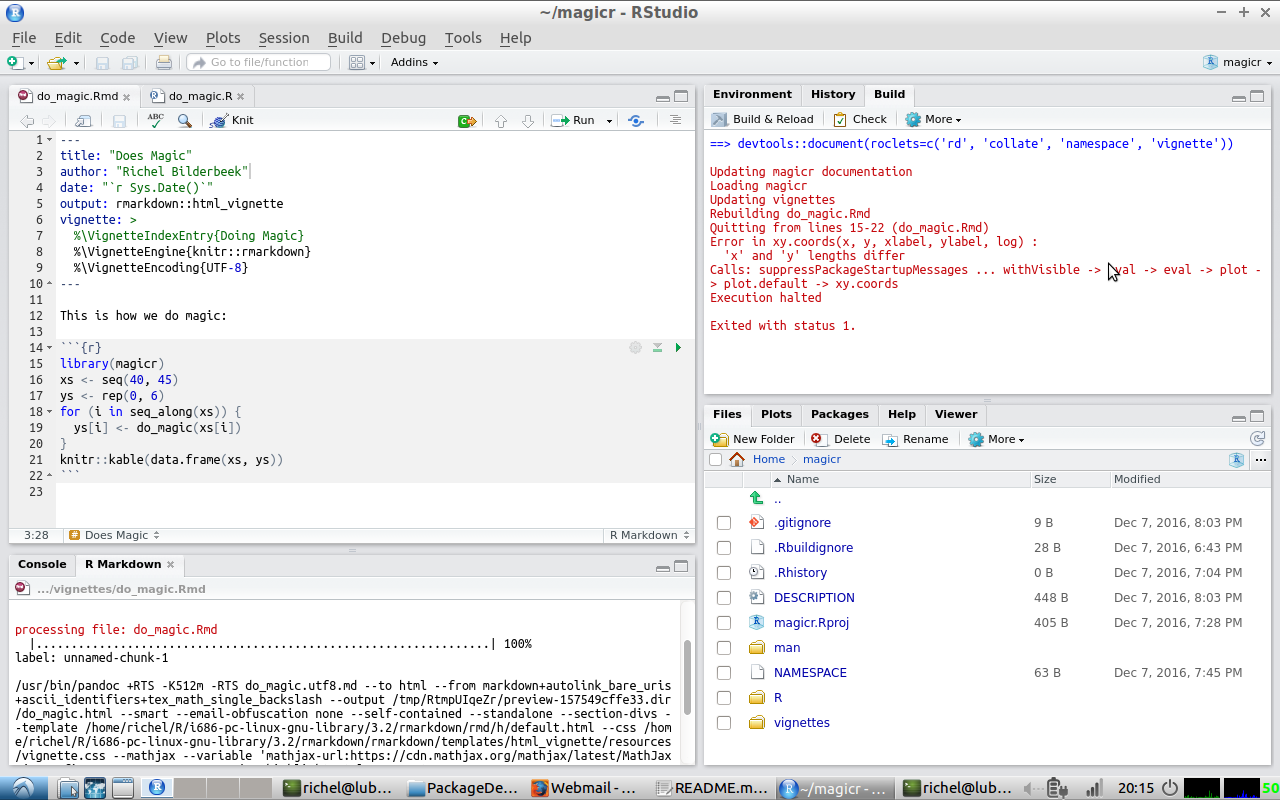 ~/magicr - RStudio
File Edit Code View Plots Session Build Debug Tools Help
Go to file/function Addins magicr
do_magic.Rmd do_magic.R
ABC Knit Run
1 ---
2 title: "Does Magic"
3 author: "Richel Bilderbeek"
4 date: "`r Sys.Date()`"
5 output: rmarkdown::html_vignette
6 vignette: >
7 %\VignetteIndexEntry{Doing Magic}
8 %\VignetteEngine{knitr::rmarkdown}
9 %\VignetteEncoding{UTF-8}
10 ---
11
12 This is how we do magic:
13
14 ```{r}
15 library(magicr)
16 xs <- seq(40, 45)
17 ys <- rep(0, 6)
18 for (i in seq_along(xs)) {
19 ys[i] <- do_magic(xs[i])
20 }
21 knitr::kable(data.frame(xs, ys))
22 ```
23
3:28 Does Magic R Markdown
Console R Markdown
.../vignettes/do_magic.Rmd
processing file: do_magic.Rmd
|.................................................................| 100%
label: unnamed-chunk-1
/usr/bin/pandoc +RTS -K512m -RTS do_magic.utf8.md --to html --from markdown+autolink_bare_uris
+ascii_identifiers+tex_math_single_backslash --output /tmp/RtmpUIqeZr/preview-157549cffe33.dir
/do_magic.html --smart --email-obfuscation none --self-contained --standalone --section-divs -
-template /home/richel/R/i686-pc-linux-gnu-library/3.2/rmarkdown/rmd/h/default.html --css /hom
e/richel/R/i686-pc-linux-gnu-library/3.2/rmarkdown/rmarkdown/templates/html_vignette/resources
/vignette.css --mathjax --variable 'mathjax-url:https://cdn.mathjax.org/mathjax/latest/MathJax
Environment History Build
Build & Reload Check More
==> devtools::document(roclets=c('rd', 'collate', 'namespace', 'vignette'))
Updating magicr documentation
Loading magicr
Updating vignettes
Rebuilding do_magic.Rmd
Quitting from lines 15-22 (do_magic.Rmd)
Error in xy.coords(x, y, xlabel, ylabel, log) :
'x' and 'y' lengths differ
Calls: suppressPackageStartupMessages ... withVisible -> eval -> eval -> plot -
> plot.default -> xy.coords
Execution halted
Exited with status 1.
Files Plots Packages Help Viewer
New Folder Delete Rename More
Home magicr ...
Name Size Modified
..
.gitignore 9 B Dec 7, 2016, 8:03 PM
.Rbuildignore 28 B Dec 7, 2016, 6:43 PM
.Rhistory 0 B Dec 7, 2016, 7:04 PM
DESCRIPTION 448 B Dec 7, 2016, 8:03 PM
magicr.Rproj 405 B Dec 7, 2016, 7:28 PM
man
NAMESPACE 63 B Dec 7, 2016, 7:45 PM
R
vignettes
richel@lub... PackageDe... Webmail - ... README.m... ~/magicr - ... richel@lub... 20:15 50